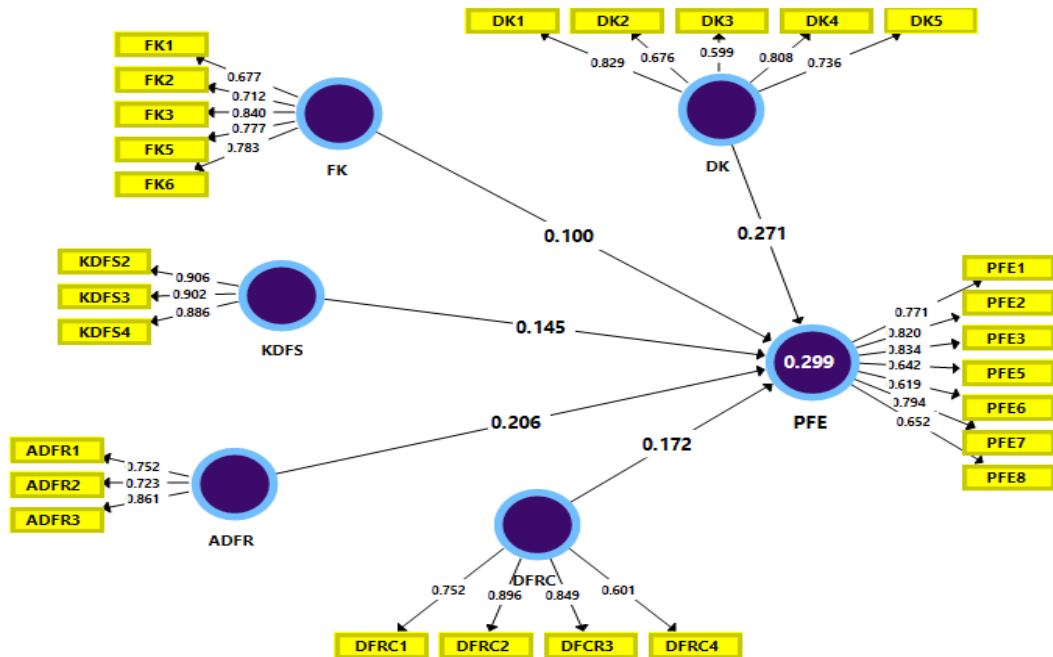 DK1 DK2 DK3 DK4 DK5
0.829 0.676 0.599 0.808 0.736
DK
FK1
FK2
FK3
FK5
FK6
0.677
0.712
0.840
0.777
0.783
FK
0.100
0.271
KDFS2
KDFS3
KDFS4
0.906
0.902
0.886
KDFS
0.145
PFE1
PFE2
PFE3
PFE5
PFE6
PFE7
PFE8
0.771
0.820
0.834
0.642
0.619
0.794
0.652
0.299
PFE
0.206
0.172
ADFR1
ADFR2
ADFR3
0.752
0.723
0.861
ADFR
DFRC
0.752 0.896 0.849 0.601
DFRC1 DFRC2 DFCR3 DFRC4